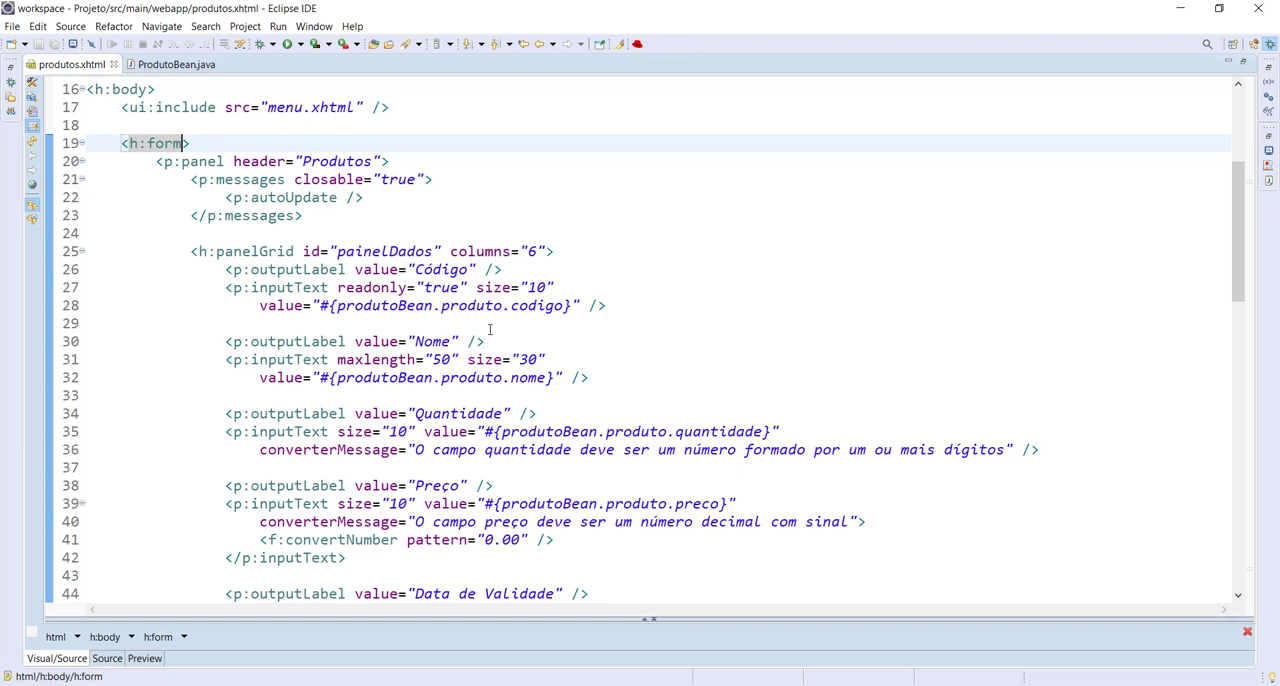 workspace - Projeto/src/main/webapp/produtos.xhtml - Eclipse IDE
File Edit Source Refactor Navigate Search Project Run Window Help
produtos.xhtml ProdutoBean.java
16 <h:body>
17 <ui:include src="menu.xhtml" />
18
19 <h:form>
20 <p:panel header="Produtos">
21 <p:messages closable="true">
22 <p:autoUpdate />
23 </p:messages>
24
25 <h:panelGrid id="painelDados" columns="6">
26 <p:outputLabel value="Código" />
27 <p:inputText readonly="true" size="10"
28 value="#{produtoBean.produto.codigo}" />
29
30 <p:outputLabel value="Nome" />
31 <p:inputText maxlength="50" size="30"
32 value="#{produtoBean.produto.nome}" />
33
34 <p:outputLabel value="Quantidade" />
35 <p:inputText size="10" value="#{produtoBean.produto.quantidade}"
36 converterMessage="O campo quantidade deve ser um número formado por um ou mais dígitos" />
37
38 <p:outputLabel value="Preço" />
39 <p:inputText size="10" value="#{produtoBean.produto.preco}"
40 converterMessage="O campo preço deve ser um número decimal com sinal">
41 <f:convertNumber pattern="0.00" />
42 </p:inputText>
43
44 <p:outputLabel value="Data de Validade" />
html h:body h:form
Visual/Source Source Preview
html/h:body/h:form